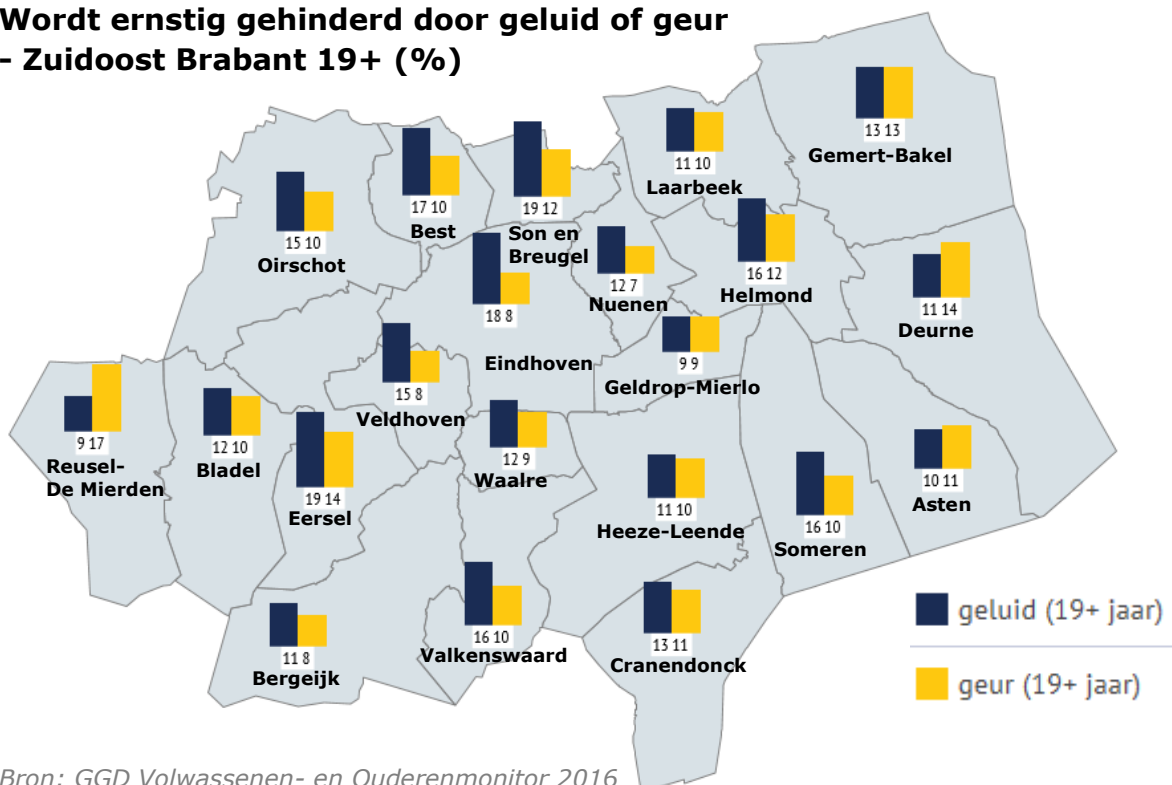 Wordt ernstig gehinderd door geluid of geur
- Zuidoost Brabant 19+ (%)
13 13
Gemert-Bakel
11 10
Laarbeek
17 10
Best
19 12
Son en
Breugel
15 10
Oirschot
12 7
Nuenen
16 12
Helmond
11 14
Deurne
18 8
Eindhoven
9 9
Geldrop-Mierlo
15 8
Veldhoven
9 17
Reusel-
De Mierden
12 10
Bladel
19 14
Eersel
12 9
Waalre
11 10
Heeze-Leende
16 10
Someren
10 11
Asten
11 8
Bergeijk
16 10
Valkenswaard
13 11
Cranendonck
geluid (19+ jaar)
geur (19+ jaar)
Bron: GGD Volwassenen- en Ouderenmonitor 2016